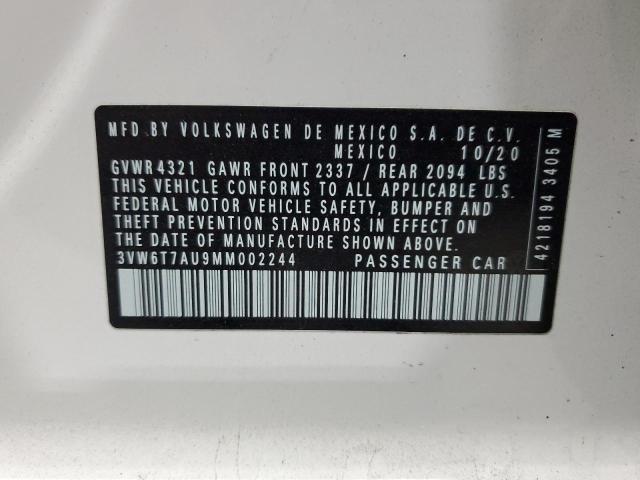 MFD.BY VOLKSWAGEN DE MEXICO S.A. DE C.V.
MEXICO 10/20
GVWR 4321 GAWR FRONT 2337 / REAR 2094 LBS
THIS VEHICLE CONFORMS TO ALL APPLICABLE U.S.
FEDERAL MOTOR VEHICLE SAFETY, BUMPER AND
THEFT PREVENTION STANDARDS IN EFFECT ON
THE DATE OF MANUFACTURE SHOWN ABOVE.
3VW6T7AU9MM002244 PASSENGER CAR
4218194 3405 M